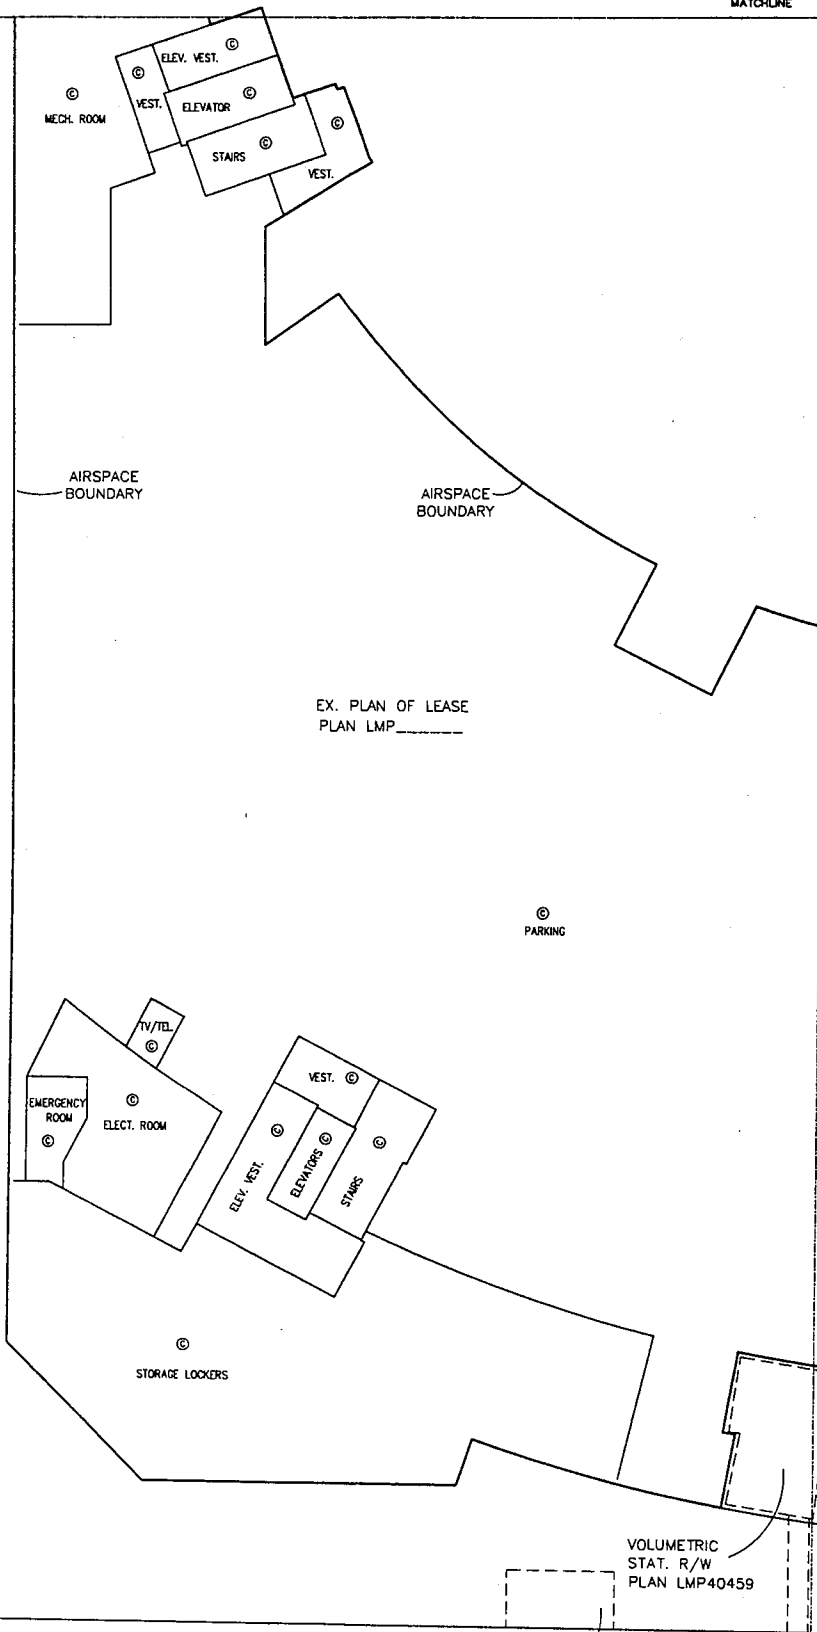 MATCHLINE
© ELEV. VEST.
©
VEST.
© MECH. ROOM
ELEVATOR ©
STAIRS ©
©
VEST.
AIRSPACE
BOUNDARY
AIRSPACE
BOUNDARY
EX. PLAN OF LEASE
PLAN LMP_______
©
PARKING
TV/TEL.
©
EMERGENCY
ROOM
©
©
ELECT. ROOM
VEST. ©
©
ELEV. VEST.
©
ELEVATORS
©
STAIRS
©
STORAGE LOCKERS
VOLUMETRIC
STAT. R/W
PLAN LMP40459